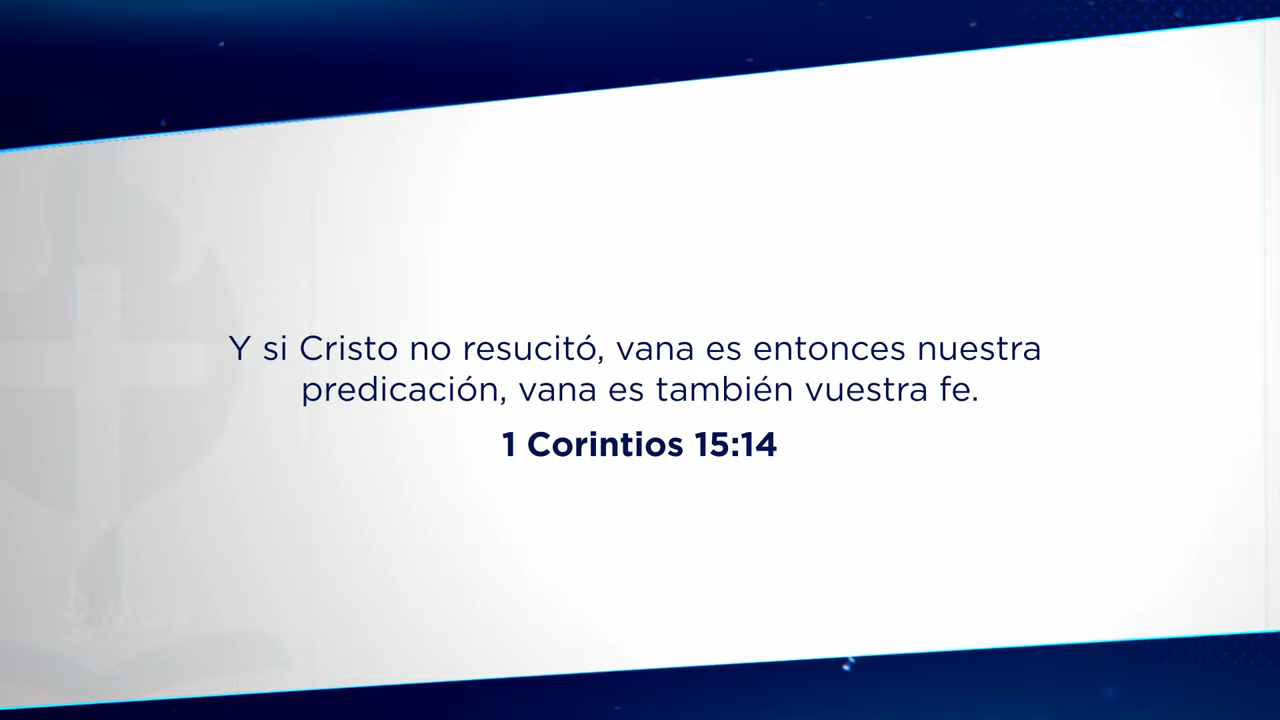 Y si Cristo no resucitó, vana es entonces nuestra
predicación, vana es también vuestra fe.
1 Corintios 15:14